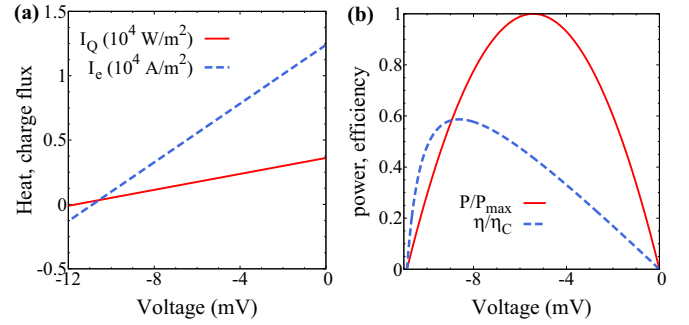 (a)
I_Q (10^4 W/m^2)
I_e (10^4 A/m^2)
Heat, charge flux
1.5
1
0.5
0
-0.5
-12
-8
-4
0
Voltage (mV)
(b)
power, efficiency
1
0.8
0.6
0.4
0.2
0
P/P_max
η/η_C
-8
-4
0
Voltage (mV)